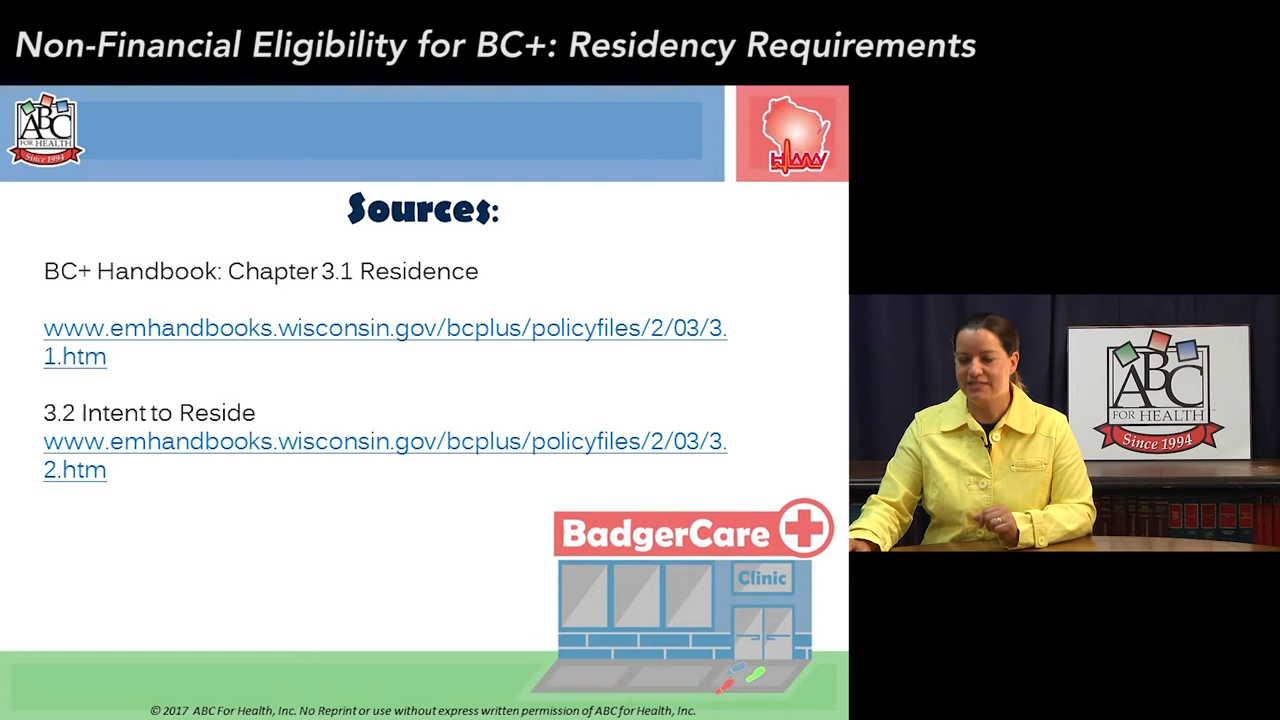 Non-Financial Eligibility for BC+: Residency Requirements
ABC
FOR HEALTH
Since 1994
Sources:
BC+ Handbook: Chapter 3.1 Residence
www.emhandbooks.wisconsin.gov/bcplus/policyfiles/2/03/3.
1.htm
3.2 Intent to Reside
www.emhandbooks.wisconsin.gov/bcplus/policyfiles/2/03/3.
2.htm
BadgerCare
Clinic
ABC
FOR HEALTH
Since 1994
© 2017 ABC For Health, Inc. No Reprint or use without express written permission of ABC for Health, Inc.